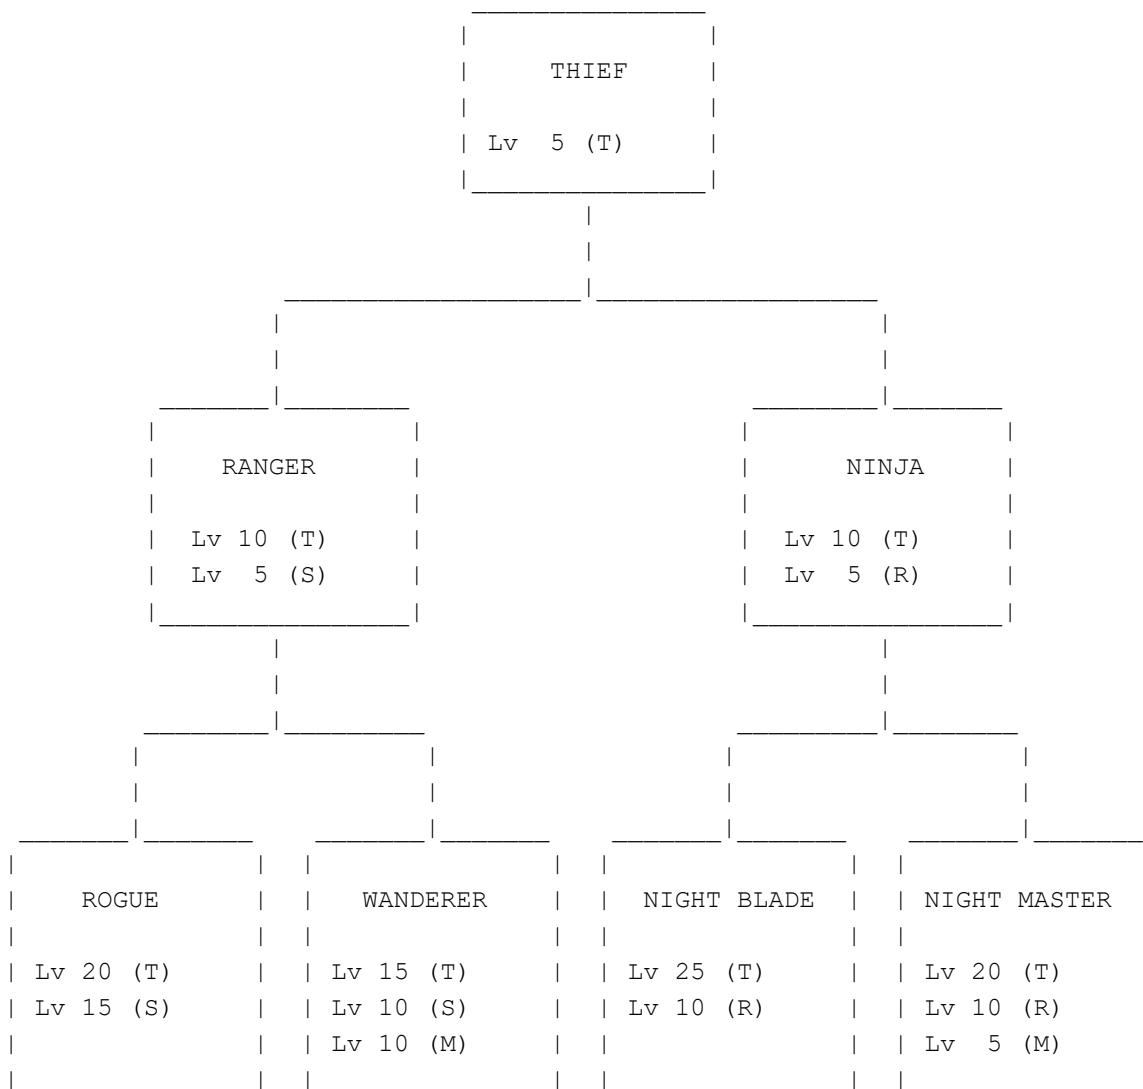 THIEF
Lv 5 (T)
RANGER
Lv 10 (T)
Lv 5 (S)
NINJA
Lv 10 (T)
Lv 5 (R)
ROGUE
Lv 20 (T)
Lv 15 (S)
WANDERER
Lv 15 (T)
Lv 10 (S)
Lv 10 (M)
NIGHT BLADE
Lv 25 (T)
Lv 10 (R)
NIGHT MASTER
Lv 20 (T)
Lv 10 (R)
Lv 5 (M)